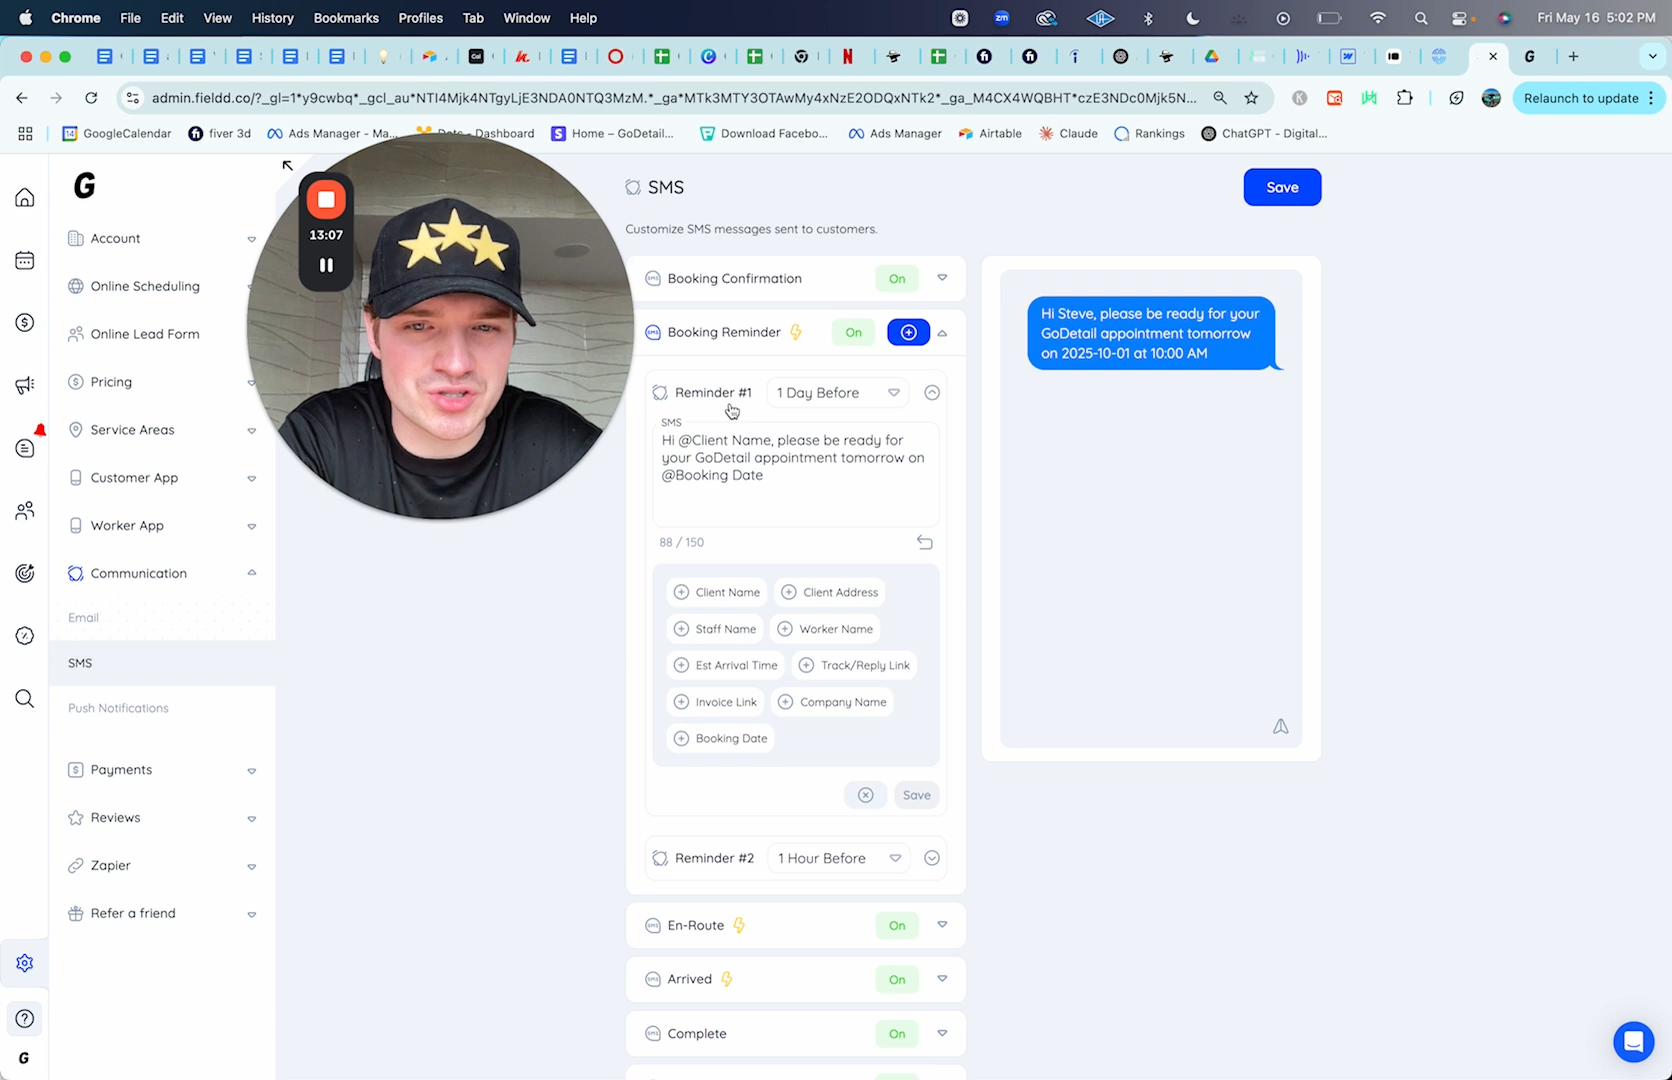 Chrome File Edit View History Bookmarks Profiles Tab Window Help
zm
Fri May 16 5:02 PM
admin.fieldd.co/?_gl=1*y9cwbq*_gcl_au*NTI4Mjk4NTgyLjE3NDA0NTQ3MzM.*_ga*MTk3MTY3OTAwMy4xNzE2ODQxNTk2*_ga_M4CX4WQBHT*czE3NDc0Mjk5N...
Relaunch to update
GoogleCalendar
fiver 3d
Ads Manager - Ma...
Dashboard
Home – GoDetail...
Download Facebo...
Ads Manager
Airtable
Claude
Rankings
ChatGPT - Digital...
G
Account
Online Scheduling
Online Lead Form
Pricing
Service Areas
Customer App
Worker App
Communication
Email
SMS
Push Notifications
Payments
Reviews
Zapier
Refer a friend
G
13:07
SMS
Save
Customize SMS messages sent to customers.
Booking Confirmation
On
Booking Reminder
On
Reminder #1
1 Day Before
SMS
Hi @Client Name, please be ready for
your GoDetail appointment tomorrow on
@Booking Date
88 / 150
Client Name
Client Address
Staff Name
Worker Name
Est Arrival Time
Track/Reply Link
Invoice Link
Company Name
Booking Date
Save
Reminder #2
1 Hour Before
En-Route
On
Arrived
On
Complete
On
Hi Steve, please be ready for your
GoDetail appointment tomorrow
on 2025-10-01 at 10:00 AM